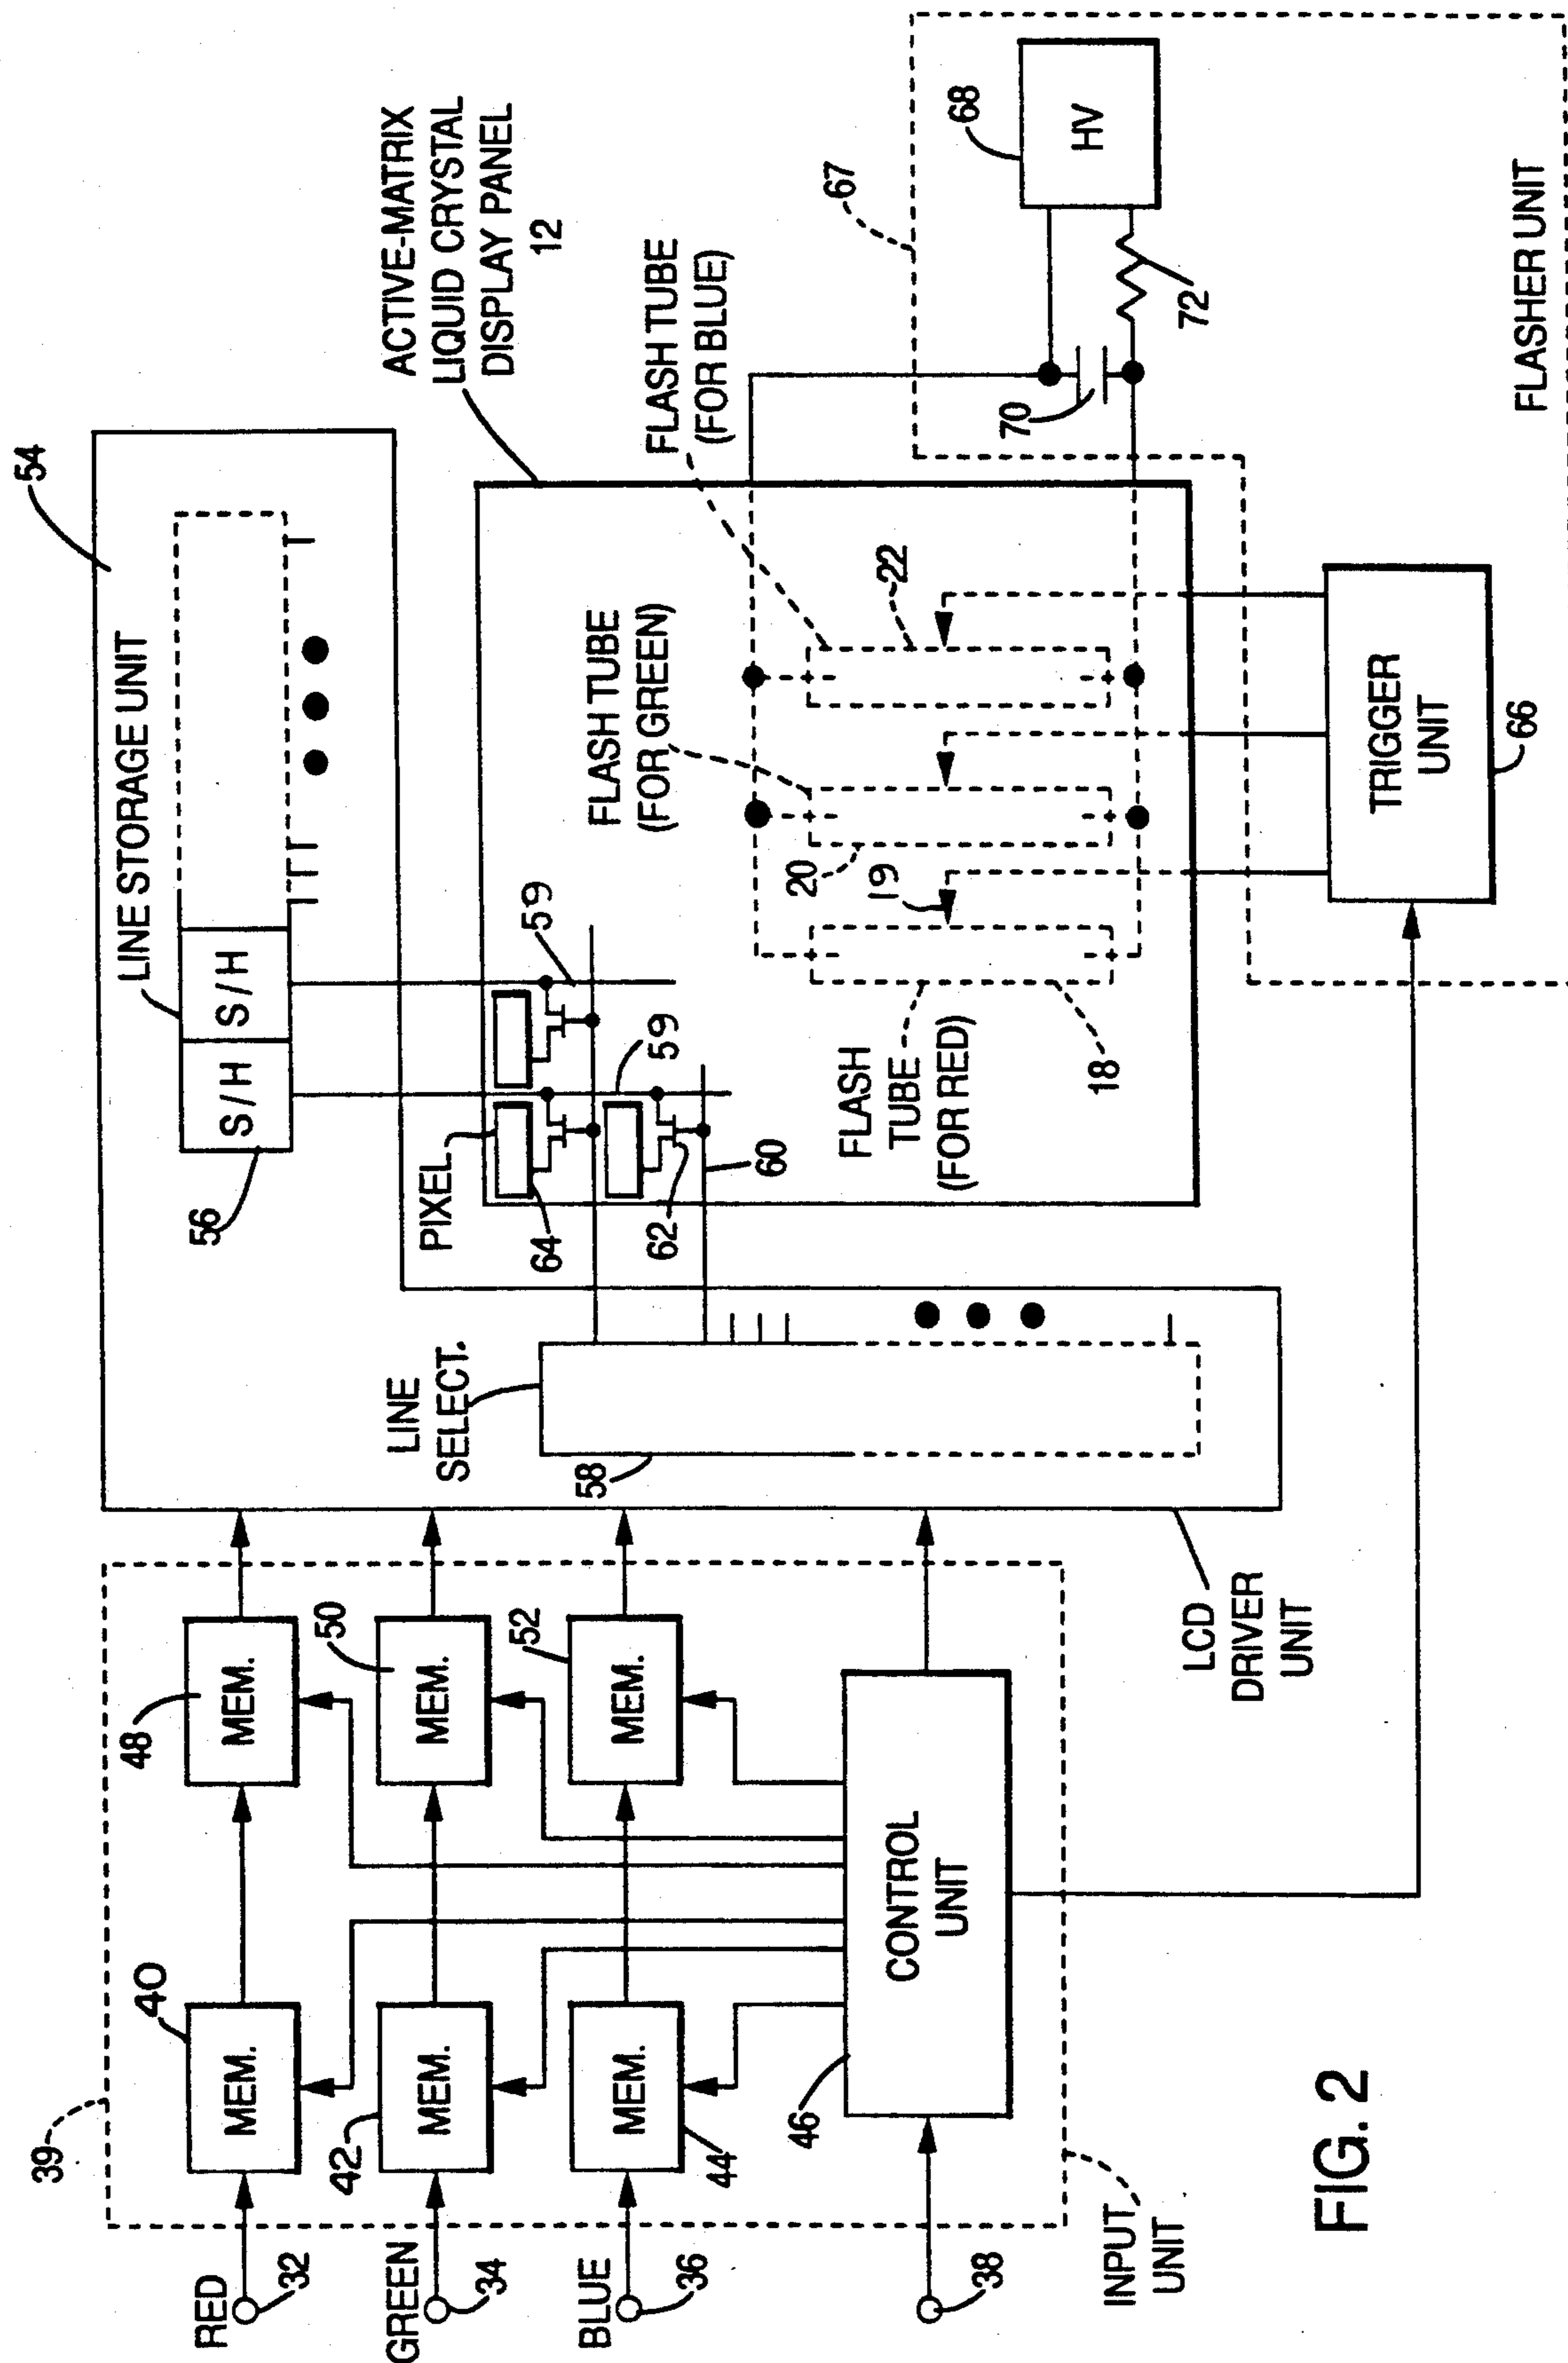 54
LINE STORAGE UNIT
S/H
S/H
56
ACTIVE-MATRIX
LIQUID CRYSTAL
DISPLAY PANEL
12
39
RED
32
40
MEM.
48
MEM.
GREEN
34
42
MEM.
50
MEM.
BLUE
36
44
MEM.
52
MEM.
38
46
CONTROL
UNIT
INPUT
UNIT
LCD
DRIVER
UNIT
LINE
SELECT.
58
PIXEL
64
62
60
59
59
FLASH TUBE
(FOR GREEN)
20
19
FLASH TUBE
(FOR BLUE)
22
FLASH
TUBE
(FOR RED)
18
67
68
HV
70
72
FLASHER UNIT
TRIGGER
UNIT
66
FIG. 2